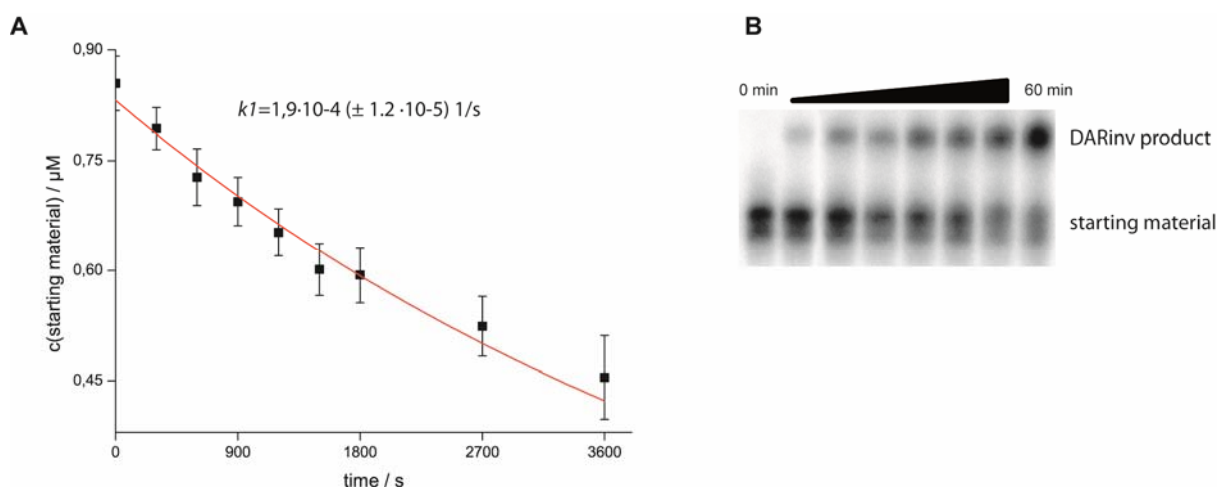 A
0,90
0,75
0,60
0,45
c(starting material) / µM
k1=1,9·10-4 (± 1.2 ·10-5) 1/s
0
900
1800
2700
3600
time / s
B
0 min
60 min
DARinv product
starting material